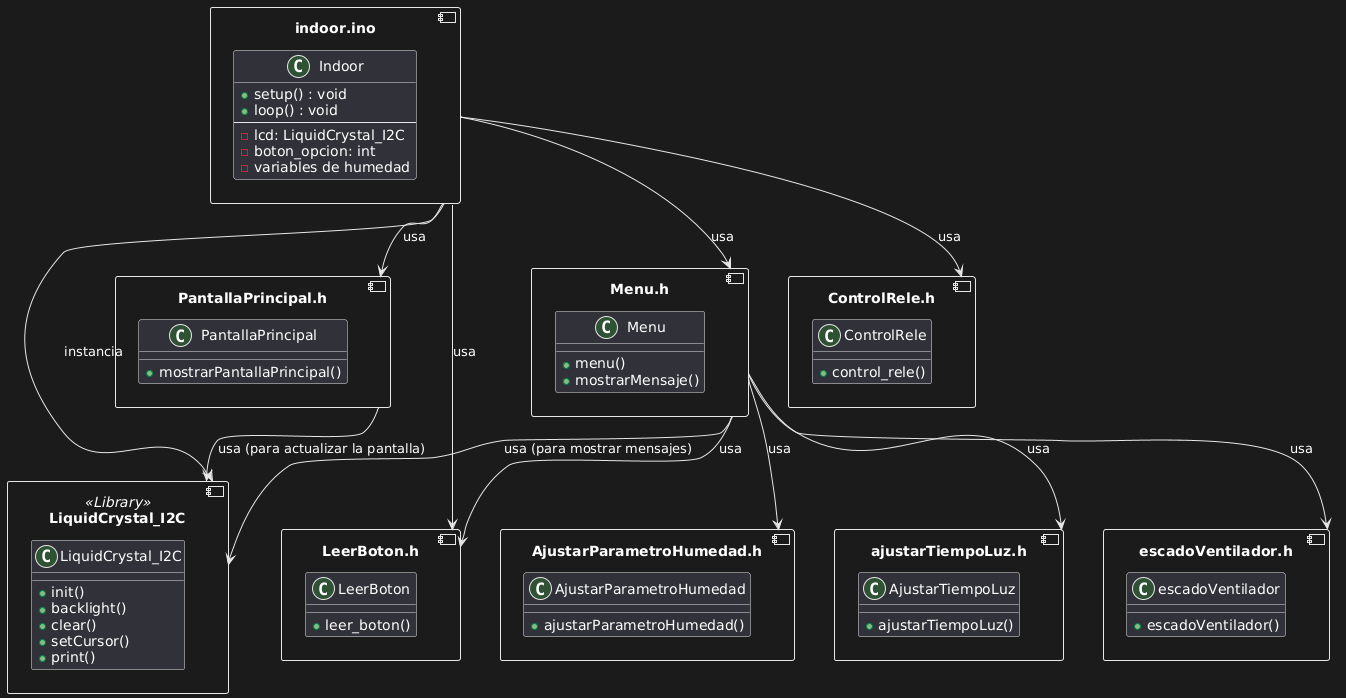 indoor.ino
C Indoor
setup() : void
loop() : void
lcd: LiquidCrystal_I2C
boton_opcion: int
variables de humedad
usa
usa
usa
PantallaPrincipal.h
C PantallaPrincipal
mostrarPantallaPrincipal()
Menu.h
C Menu
menu()
mostrarMensaje()
ControlRele.h
C ControlRele
control_rele()
instancia
usa
usa (para actualizar la pantalla)
usa (para mostrar mensajes)
usa
usa
usa
usa
«Library»
LiquidCrystal_I2C
C LiquidCrystal_I2C
init()
backlight()
clear()
setCursor()
print()
LeerBoton.h
C LeerBoton
leer_boton()
AjustarParametroHumedad.h
C AjustarParametroHumedad
ajustarParametroHumedad()
ajustarTiempoLuz.h
C AjustarTiempoLuz
ajustarTiempoLuz()
escadoVentilador.h
C escadoVentilador
escadoVentilador()